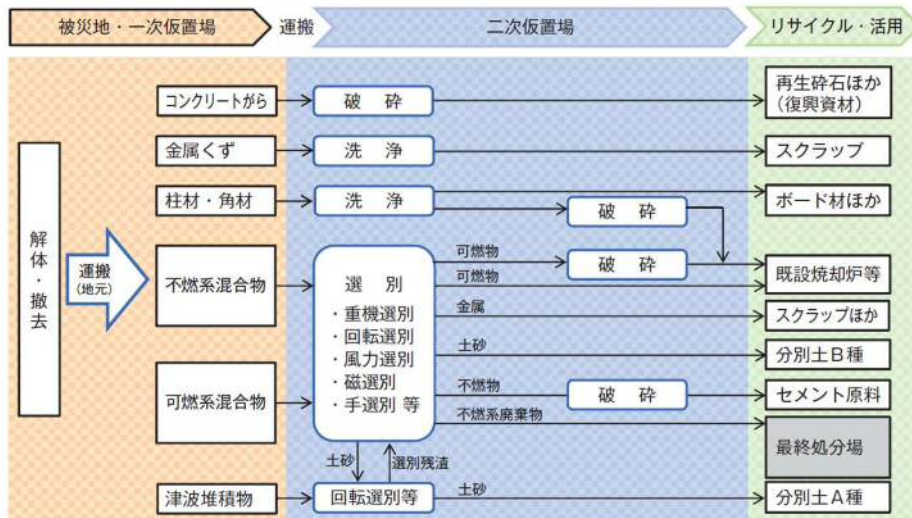 被災地・一次仮置場
運搬
二次仮置場
リサイクル・活用
解体・撤去
運搬
(地元)
コンクリートがら
破 砕
再生砕石ほか
(復興資材)
金属くず
洗 浄
スクラップ
柱材・角材
洗 浄
破 砕
ボード材ほか
不燃系混合物
可燃系混合物
選 別
・重機選別
・回転選別
・風力選別
・磁選別
・手選別 等
可燃物
破 砕
可燃物
既設焼却炉等
金属
スクラップほか
土砂
分別土B種
不燃物
破 砕
セメント原料
不燃系廃棄物
最終処分場
土砂
選別残渣
津波堆積物
回転選別等
土砂
分別土A種